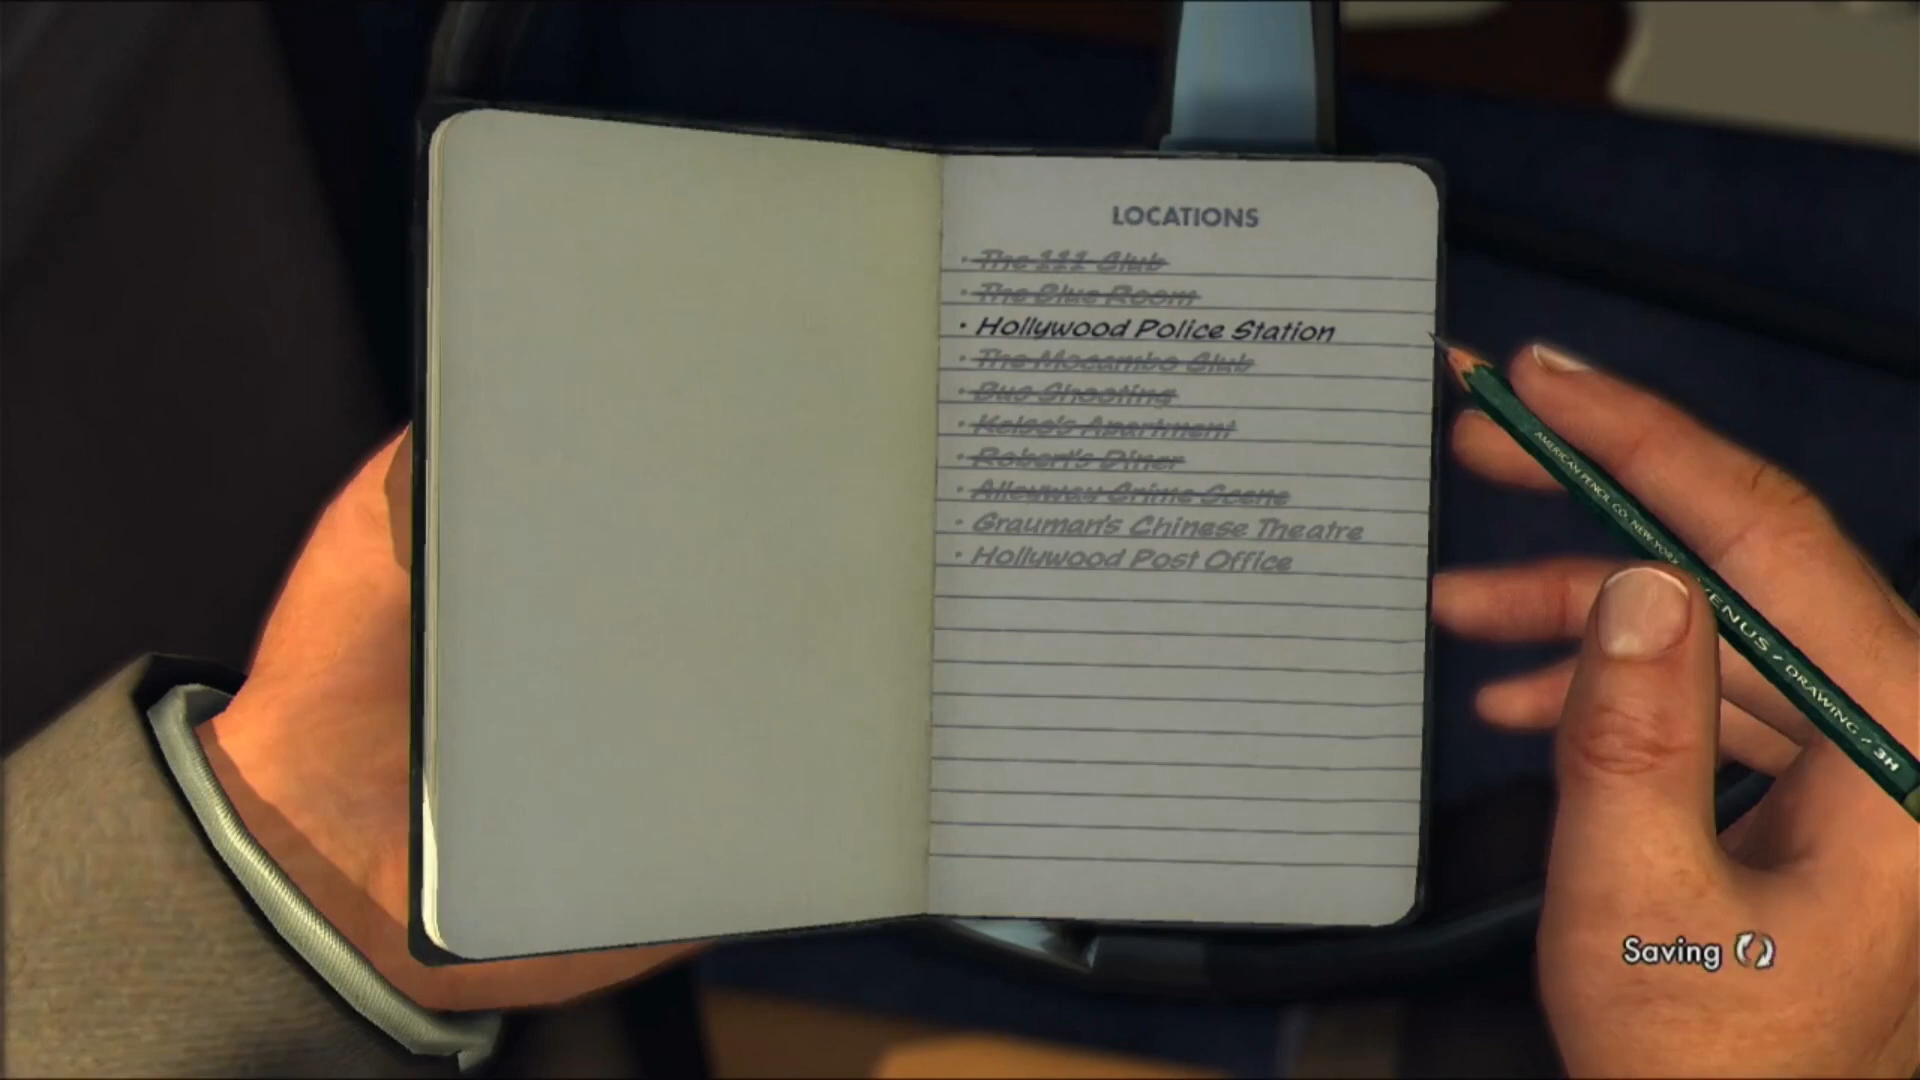 LOCATIONS
• The 111 Club
• The Blue Room
• Hollywood Police Station
• The Mocambo Club
• Bus Shooting
• Kelso's Apartment
• Robert's Diner
• Alleyway Crime Scene
• Grauman's Chinese Theatre
• Hollywood Post Office
AMERICAN PENCIL CO. NEW YORK VENUS / DRAWING / 3H
Saving